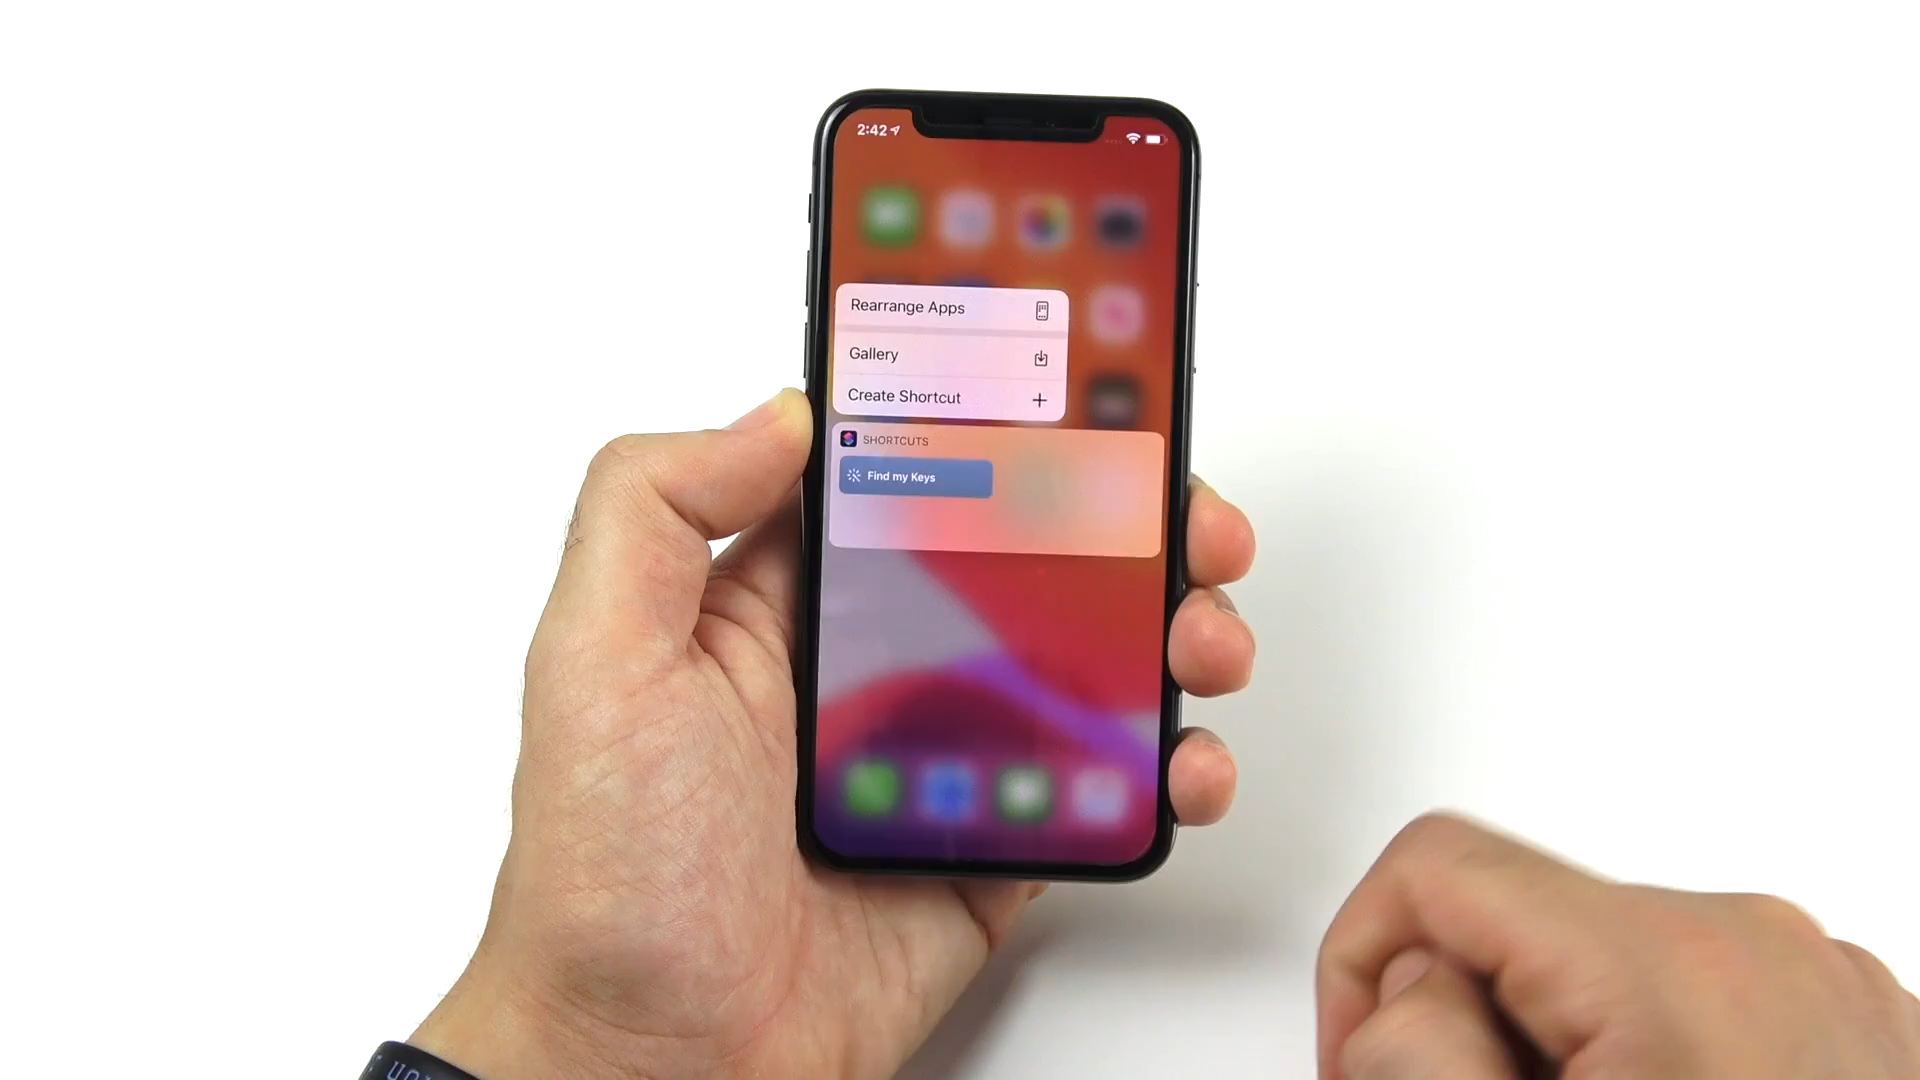 2:42
Rearrange Apps
Gallery
Create Shortcut
SHORTCUTS
Find my Keys